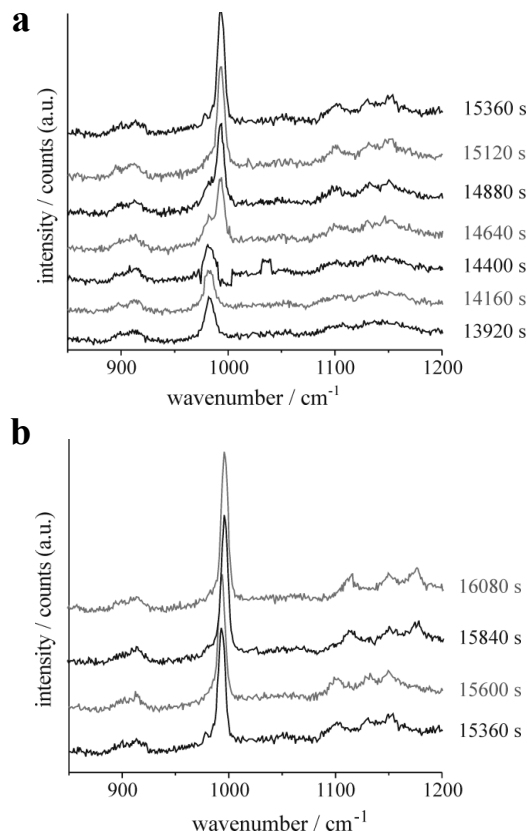 a
intensity / counts (a.u.)
15360 s
15120 s
14880 s
14640 s
14400 s
14160 s
13920 s
900 1000 1100 1200
wavenumber / cm⁻¹
b
intensity / counts (a.u.)
16080 s
15840 s
15600 s
15360 s
900 1000 1100 1200
wavenumber / cm⁻¹